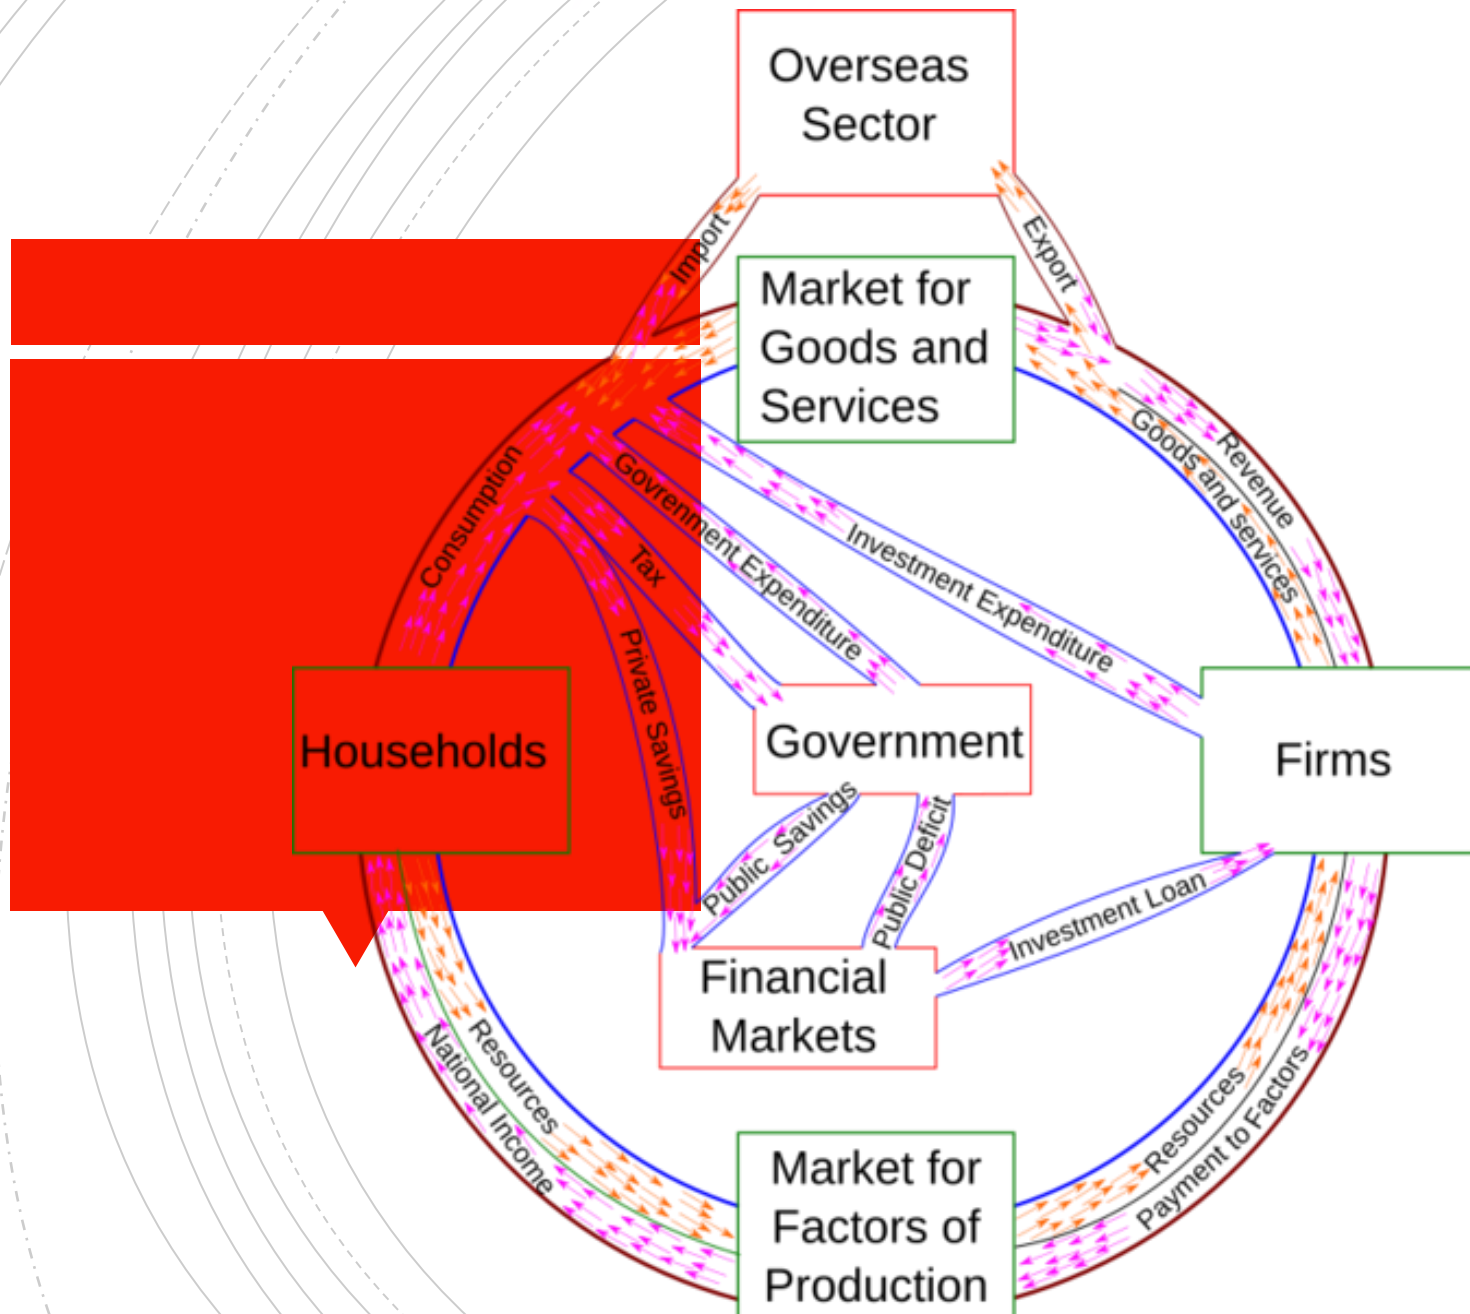 Overseas
Sector
Import
Export
Market for
Goods and
Services
Consumption
Revenue
Goods and services
Govrenment Expenditure
Investment Expenditure
Tax
Private Savings
Households
Government
Firms
Public Savings
Public Deficit
Investment Loan
Financial
Markets
Resources
National Income
Resources
Payment to Factors
Market for
Factors of
Production